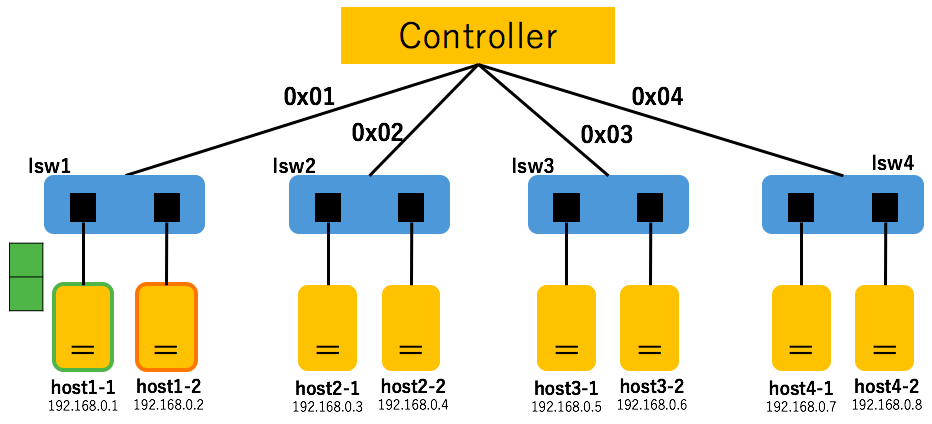 Controller
0x01
0x02
0x03
0x04
lsw1
lsw2
lsw3
lsw4
host1-1
192.168.0.1
host1-2
192.168.0.2
host2-1
192.168.0.3
host2-2
192.168.0.4
host3-1
192.168.0.5
host3-2
192.168.0.6
host4-1
192.168.0.7
host4-2
192.168.0.8